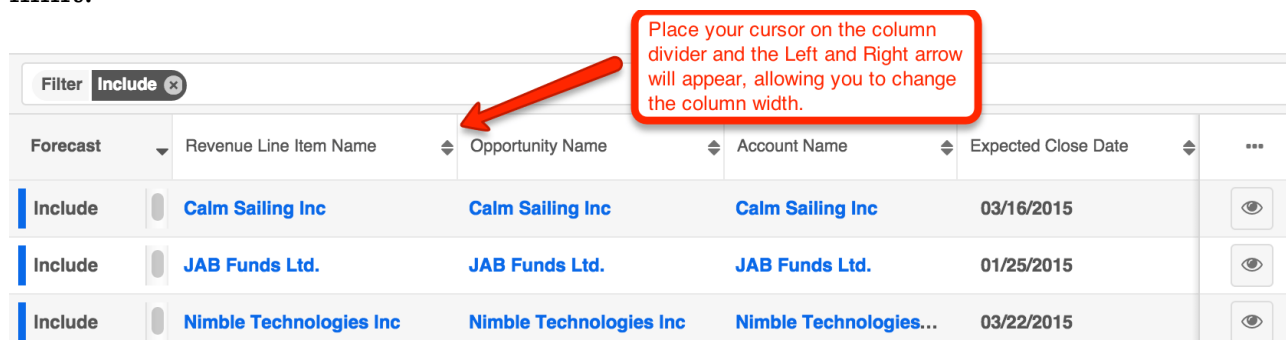 Place your cursor on the column
divider and the Left and Right arrow
will appear, allowing you to change
the column width.
Filter Include
Forecast Revenue Line Item Name Opportunity Name Account Name Expected Close Date ...
Include Calm Sailing Inc Calm Sailing Inc Calm Sailing Inc 03/16/2015
Include JAB Funds Ltd. JAB Funds Ltd. JAB Funds Ltd. 01/25/2015
Include Nimble Technologies Inc Nimble Technologies Inc Nimble Technologies... 03/22/2015